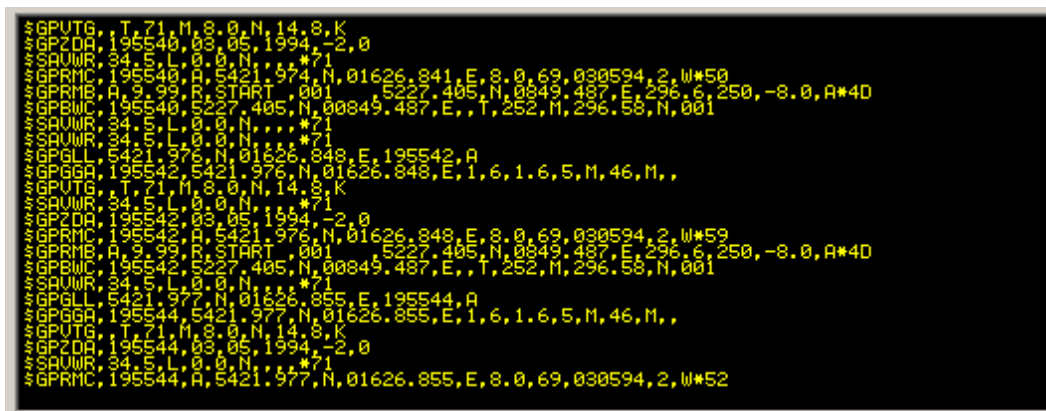 $GPVTG,,T,71,M,8.0,N,14.8,K
$GPZDA,195540,03,05,1994,-2,0
$SAVWR,34.5,L,0.0,N,,,,*71
$GPRMC,195540,A,5421.974,N,01626.841,E,8.0,69,030594,2,W*50
$GPRMB,A,9.99,R,START ,001   ,5227.405,N,0849.487,E,296.6,250,-8.0,A*4D
$GPBWC,195540,5227.405,N,00849.487,E,,T,252,M,296.58,N,001
$SAVWR,34.5,L,0.0,N,,,,*71
$SAVWR,34.5,L,0.0,N,,,,*71
$GPGLL,5421.976,N,01626.848,E,195542,A
$GPGGA,195542,5421.976,N,01626.848,E,1,6,1.6,5,M,46,M,,
$GPVTG,,T,71,M,8.0,N,14.8,K
$SAVWR,34.5,L,0.0,N,,,,*71
$GPZDA,195542,03,05,1994,-2,0
$GPRMC,195542,A,5421.976,N,01626.848,E,8.0,69,030594,2,W*59
$GPRMB,A,9.99,R,START ,001   ,5227.405,N,0849.487,E,296.6,250,-8.0,A*4D
$GPBWC,195542,5227.405,N,00849.487,E,,T,252,M,296.58,N,001
$SAVWR,34.5,L,0.0,N,,,,*71
$GPGLL,5421.977,N,01626.855,E,195544,A
$GPGGA,195544,5421.977,N,01626.855,E,1,6,1.6,5,M,46,M,,
$GPVTG,,T,71,M,8.0,N,14.8,K
$GPZDA,195544,03,05,1994,-2,0
$SAVWR,34.5,L,0.0,N,,,,*71
$GPRMC,195544,A,5421.977,N,01626.855,E,8.0,69,030594,2,W*52